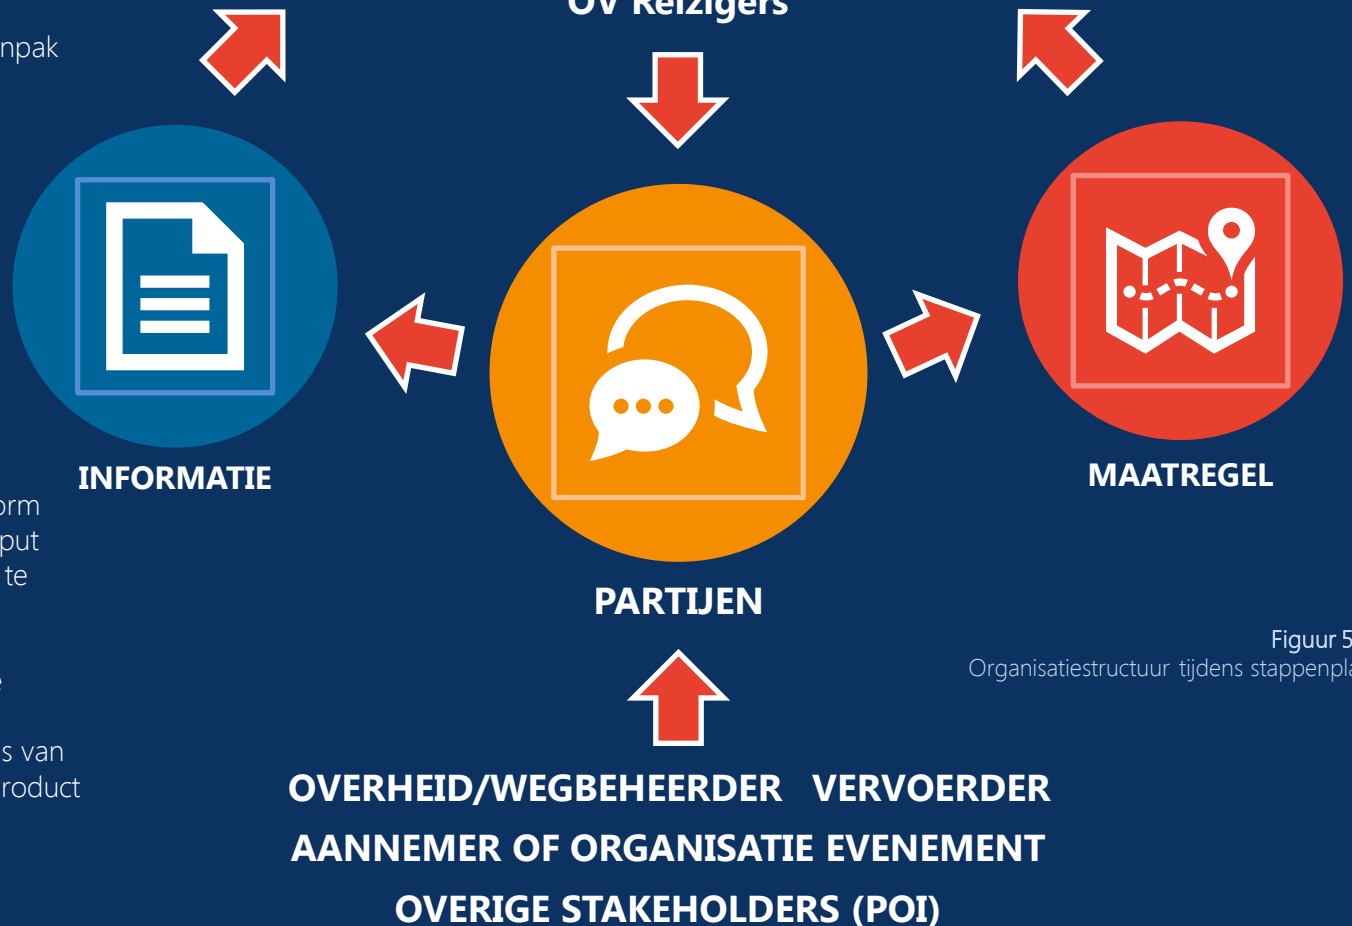 OV Reizigers
npak
INFORMATIE
MAATREGEL
orm
put
te
PARTIJEN
Figuur 5
Organisatiestructuur tijdens stappenpla
e
s van
roduct
OVERHEID/WEGBEHEERDER VERVOERDER
AANNEMER OF ORGANISATIE EVENEMENT
OVERIGE STAKEHOLDERS (POI)